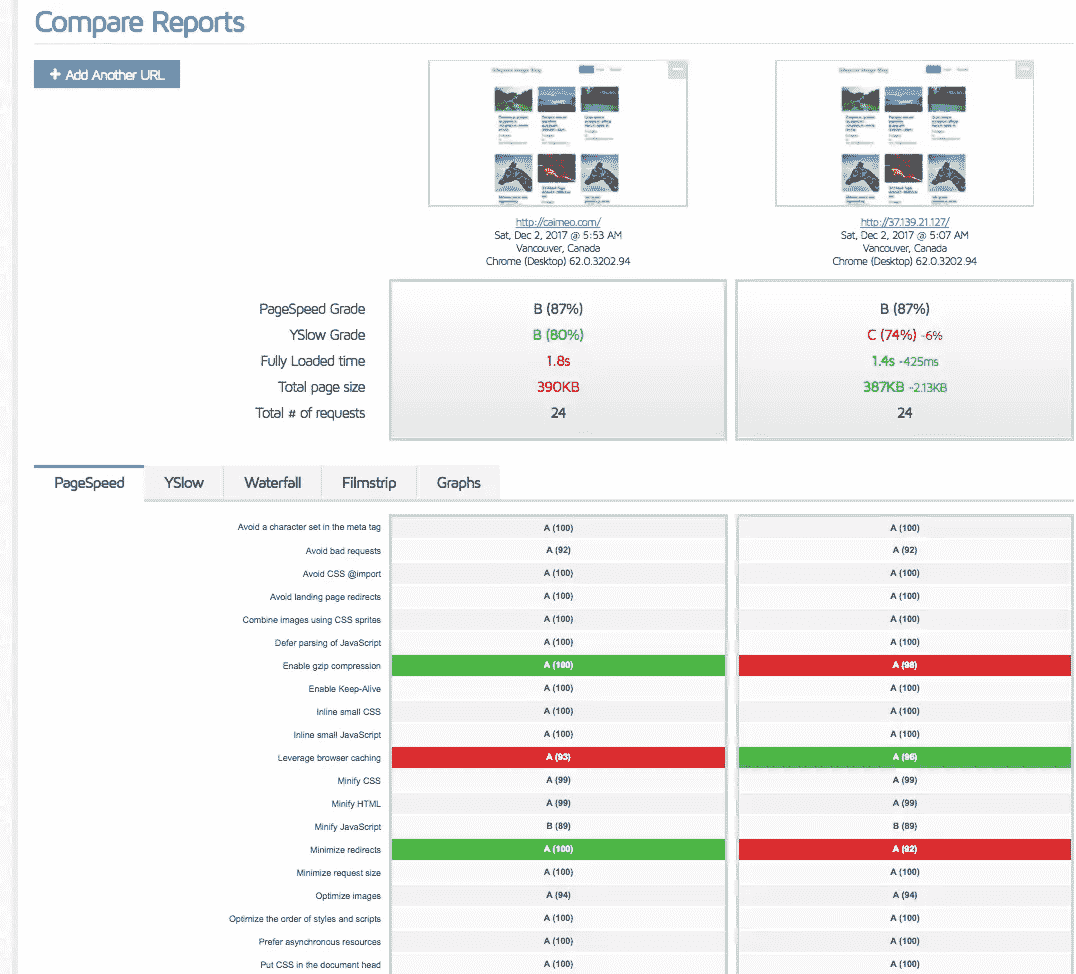 Compare Reports
+ Add Another URL
http://caimeo.com/
Sat, Dec 2, 2017 @ 5:53 AM
Vancouver, Canada
Chrome (Desktop) 62.0.3202.94
http://37.139.21.127/
Sat, Dec 2, 2017 @ 5:07 AM
Vancouver, Canada
Chrome (Desktop) 62.0.3202.94
PageSpeed Grade B (87%) B (87%)
YSlow Grade B (80%) C (74%) -6%
Fully Loaded time 1.8s 1.4s -425ms
Total page size 390KB 387KB -2.13KB
Total # of requests 24 24
PageSpeed YSlow Waterfall Filmstrip Graphs
Avoid a character set in the meta tag A (100) A (100)
Avoid bad requests A (92) A (92)
Avoid CSS @import A (100) A (100)
Avoid landing page redirects A (100) A (100)
Combine images using CSS sprites A (100) A (100)
Defer parsing of JavaScript A (100) A (100)
Enable gzip compression A (100) A (98)
Enable Keep-Alive A (100) A (100)
Inline small CSS A (100) A (100)
Inline small JavaScript A (100) A (100)
Leverage browser caching A (93) A (96)
Minify CSS A (99) A (99)
Minify HTML A (99) A (99)
Minify JavaScript B (89) B (89)
Minimize redirects A (100) A (92)
Minimize request size A (100) A (100)
Optimize images A (94) A (94)
Optimize the order of styles and scripts A (100) A (100)
Prefer asynchronous resources A (100) A (100)
Put CSS in the document head A (100) A (100)